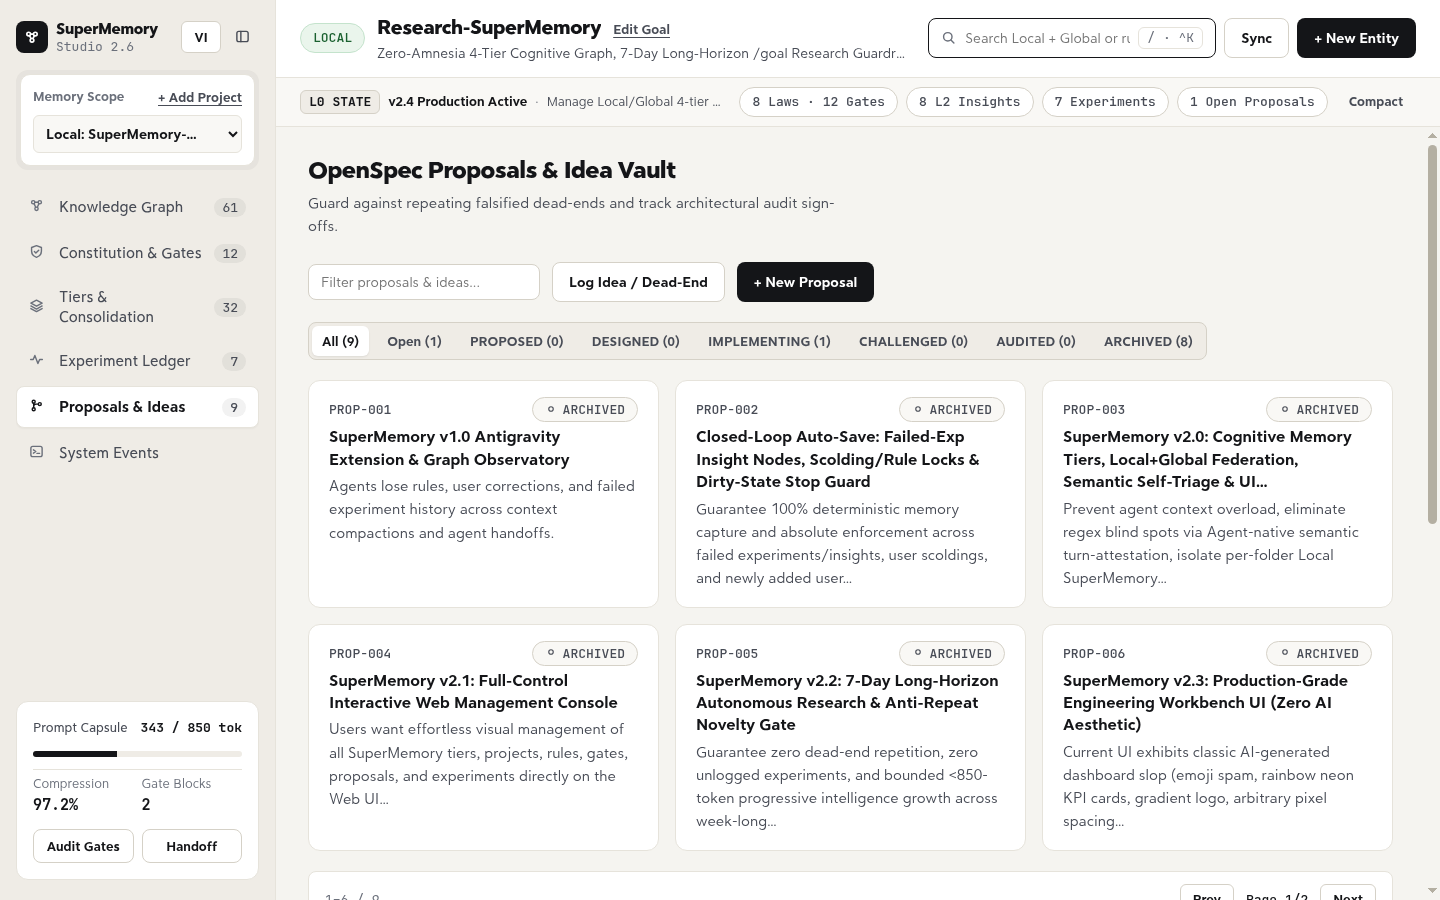 SuperMemory
Studio 2.6
VI
Memory Scope
+ Add Project
Local: SuperMemory-...
Knowledge Graph 61
Constitution & Gates 12
Tiers &
Consolidation 32
Experiment Ledger 7
Proposals & Ideas 9
System Events
Prompt Capsule 343 / 850 tok
Compression Gate Blocks
97.2% 2
Audit Gates Handoff
LOCAL
Research-SuperMemory Edit Goal
Zero-Amnesia 4-Tier Cognitive Graph, 7-Day Long-Horizon /goal Research Guardr...
Search Local + Global or ru / · ^K
Sync
+ New Entity
L0 STATE v2.4 Production Active · Manage Local/Global 4-tier ...
8 Laws · 12 Gates
8 L2 Insights
7 Experiments
1 Open Proposals
Compact
OpenSpec Proposals & Idea Vault
Guard against repeating falsified dead-ends and track architectural audit sign-
offs.
Filter proposals & ideas...
Log Idea / Dead-End
+ New Proposal
All (9) Open (1) PROPOSED (0) DESIGNED (0) IMPLEMENTING (1) CHALLENGED (0) AUDITED (0) ARCHIVED (8)
PROP-001 ARCHIVED
SuperMemory v1.0 Antigravity
Extension & Graph Observatory
Agents lose rules, user corrections, and failed
experiment history across context
compactions and agent handoffs.
PROP-002 ARCHIVED
Closed-Loop Auto-Save: Failed-Exp
Insight Nodes, Scolding/Rule Locks &
Dirty-State Stop Guard
Guarantee 100% deterministic memory
capture and absolute enforcement across
failed experiments/insights, user scoldings,
and newly added user...
PROP-003 ARCHIVED
SuperMemory v2.0: Cognitive Memory
Tiers, Local+Global Federation,
Semantic Self-Triage & UI...
Prevent agent context overload, eliminate
regex blind spots via Agent-native semantic
turn-attestation, isolate per-folder Local
SuperMemory...
PROP-004 ARCHIVED
SuperMemory v2.1: Full-Control
Interactive Web Management Console
Users want effortless visual management of
all SuperMemory tiers, projects, rules, gates,
proposals, and experiments directly on the
Web UI...
PROP-005 ARCHIVED
SuperMemory v2.2: 7-Day Long-Horizon
Autonomous Research & Anti-Repeat
Novelty Gate
Guarantee zero dead-end repetition, zero
unlogged experiments, and bounded <850-
token progressive intelligence growth across
week-long...
PROP-006 ARCHIVED
SuperMemory v2.3: Production-Grade
Engineering Workbench UI (Zero AI
Aesthetic)
Current UI exhibits classic AI-generated
dashboard slop (emoji spam, rainbow neon
KPI cards, gradient logo, arbitrary pixel
spacing...
1–6 / 9 Prev Page 1/2 Next